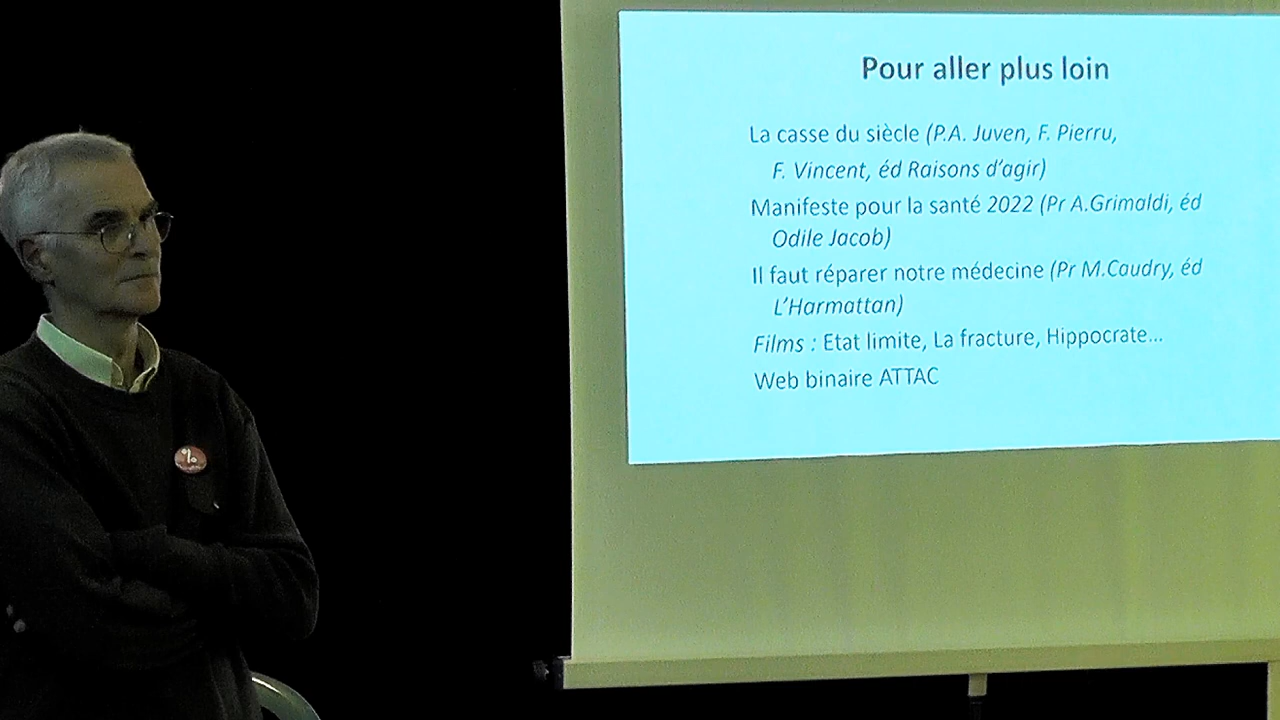 Pour aller plus loin
La casse du siècle (P.A. Juven, F. Pierru,
F. Vincent, éd Raisons d'agir)
Manifeste pour la santé 2022 (Pr A.Grimaldi, éd
Odile Jacob)
Il faut réparer notre médecine (Pr M.Caudry, éd
L'Harmattan)
Films : Etat limite, La fracture, Hippocrate...
Web binaire ATTAC
%